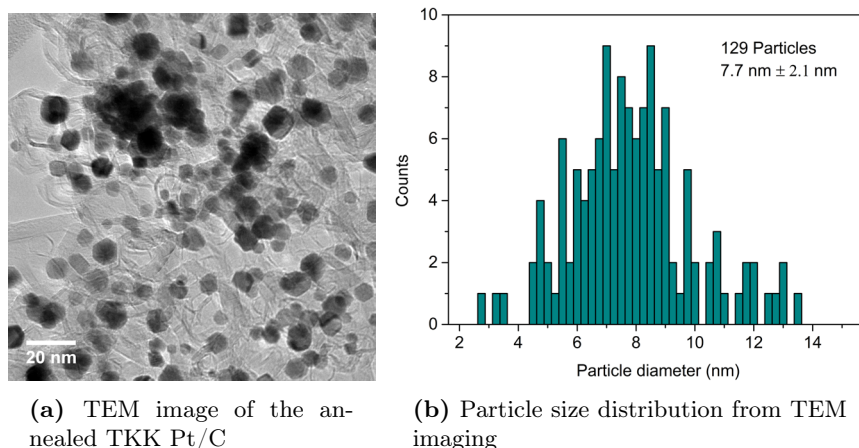 20 nm
10
8
6
4
2
0
Counts
129 Particles
7.7 nm ± 2.1 nm
2 4 6 8 10 12 14
Particle diameter (nm)
(a) TEM image of the an-
nealed TKK Pt/C
(b) Particle size distribution from TEM
imaging